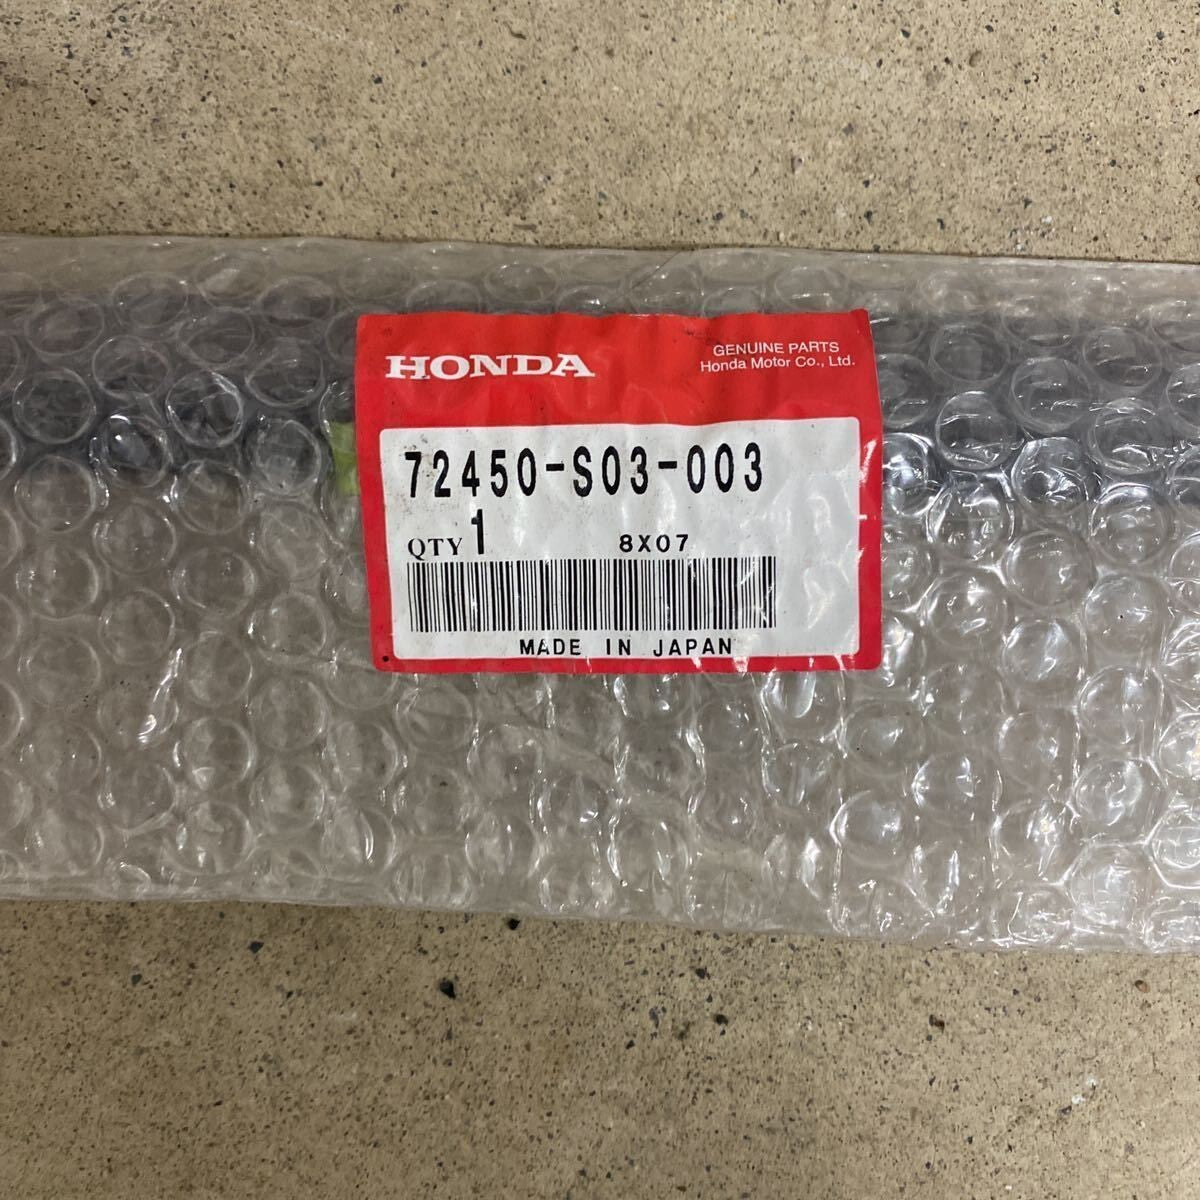 HONDA
GENUINE PARTS
Honda Motor Co., Ltd.
72450-S03-003
QTY 1 8X07
MADE IN JAPAN